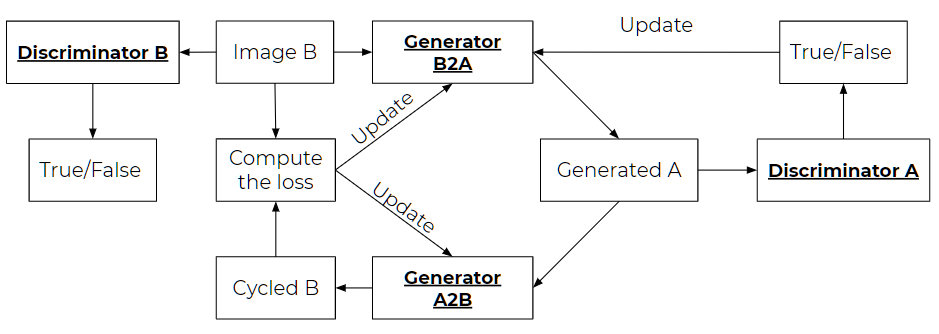 Update
Discriminator B
Image B
Generator
B2A
True/False
Update
True/False
Compute
the loss
Generated A
Discriminator A
Update
Cycled B
Generator
A2B